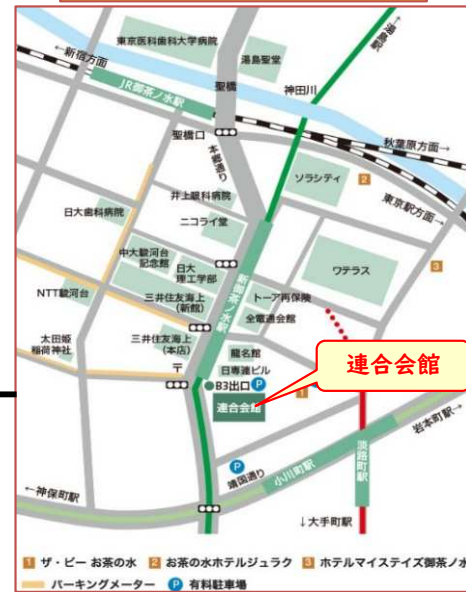 湯島駅→
←新宿方面
東京医科歯科大学病院
湯島聖堂
聖橋
神田川
JR御茶ノ水駅
聖橋口
本郷通り
秋葉原方面→
東京駅方面→
ソラシティ
2
井上眼科病院
日大歯科病院
ニコライ堂
3
ワテラス
中大駿河台
記念館
日大
理工学部
新御茶ノ水駅
NTT駿河台
三井住友海上
(新館)
トーア再保険
全電通会館
太田姫
稲荷神社
三井住友海上
(本店)
龍名館
〒
日専連ビル
B3出口 P
連合会館
連合会館
1
岩本町駅→
小川町駅
淡路町駅
P
靖国通り
←神保町駅
↓大手町駅
1 ザ・ビー お茶の水 2 お茶の水ホテルジュラク 3 ホテルマイステイズ御茶ノ水
パーキングメーター P 有料駐車場